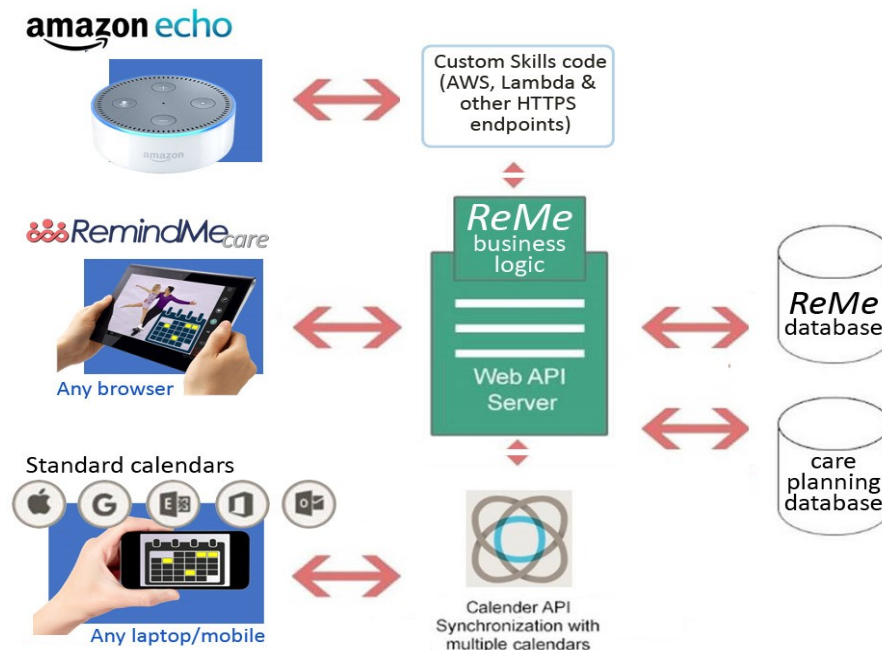 amazon echo
amazon
Custom Skills code
(AWS, Lambda &
other HTTPS
endpoints)
RemindMecare
Any browser
ReMe
business
logic
Web API
Server
ReMe
database
care
planning
database
Standard calendars
G
E
O
Any laptop/mobile
Calender API
Synchronization with
multiple calendars